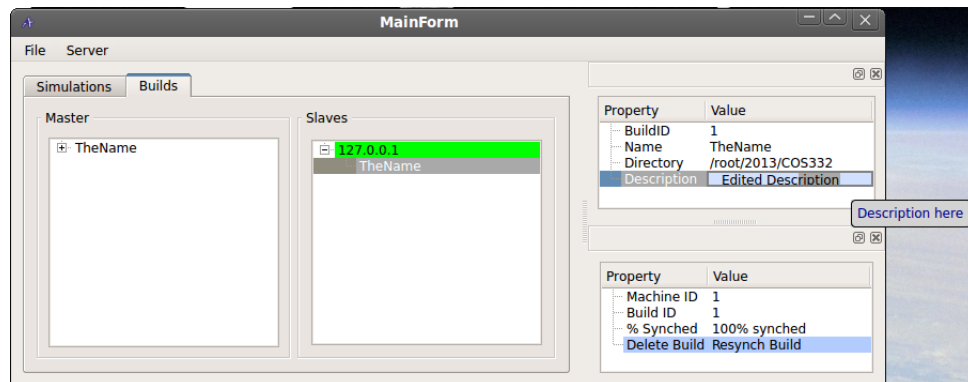 MainForm
File Server
Simulations Builds
Master
TheName
Slaves
127.0.0.1
TheName
Property Value
BuildID 1
Name TheName
Directory /root/2013/COS332
Description Edited Description
Description here
Property Value
Machine ID 1
Build ID 1
% Synched 100% synched
Delete Build Resynch Build